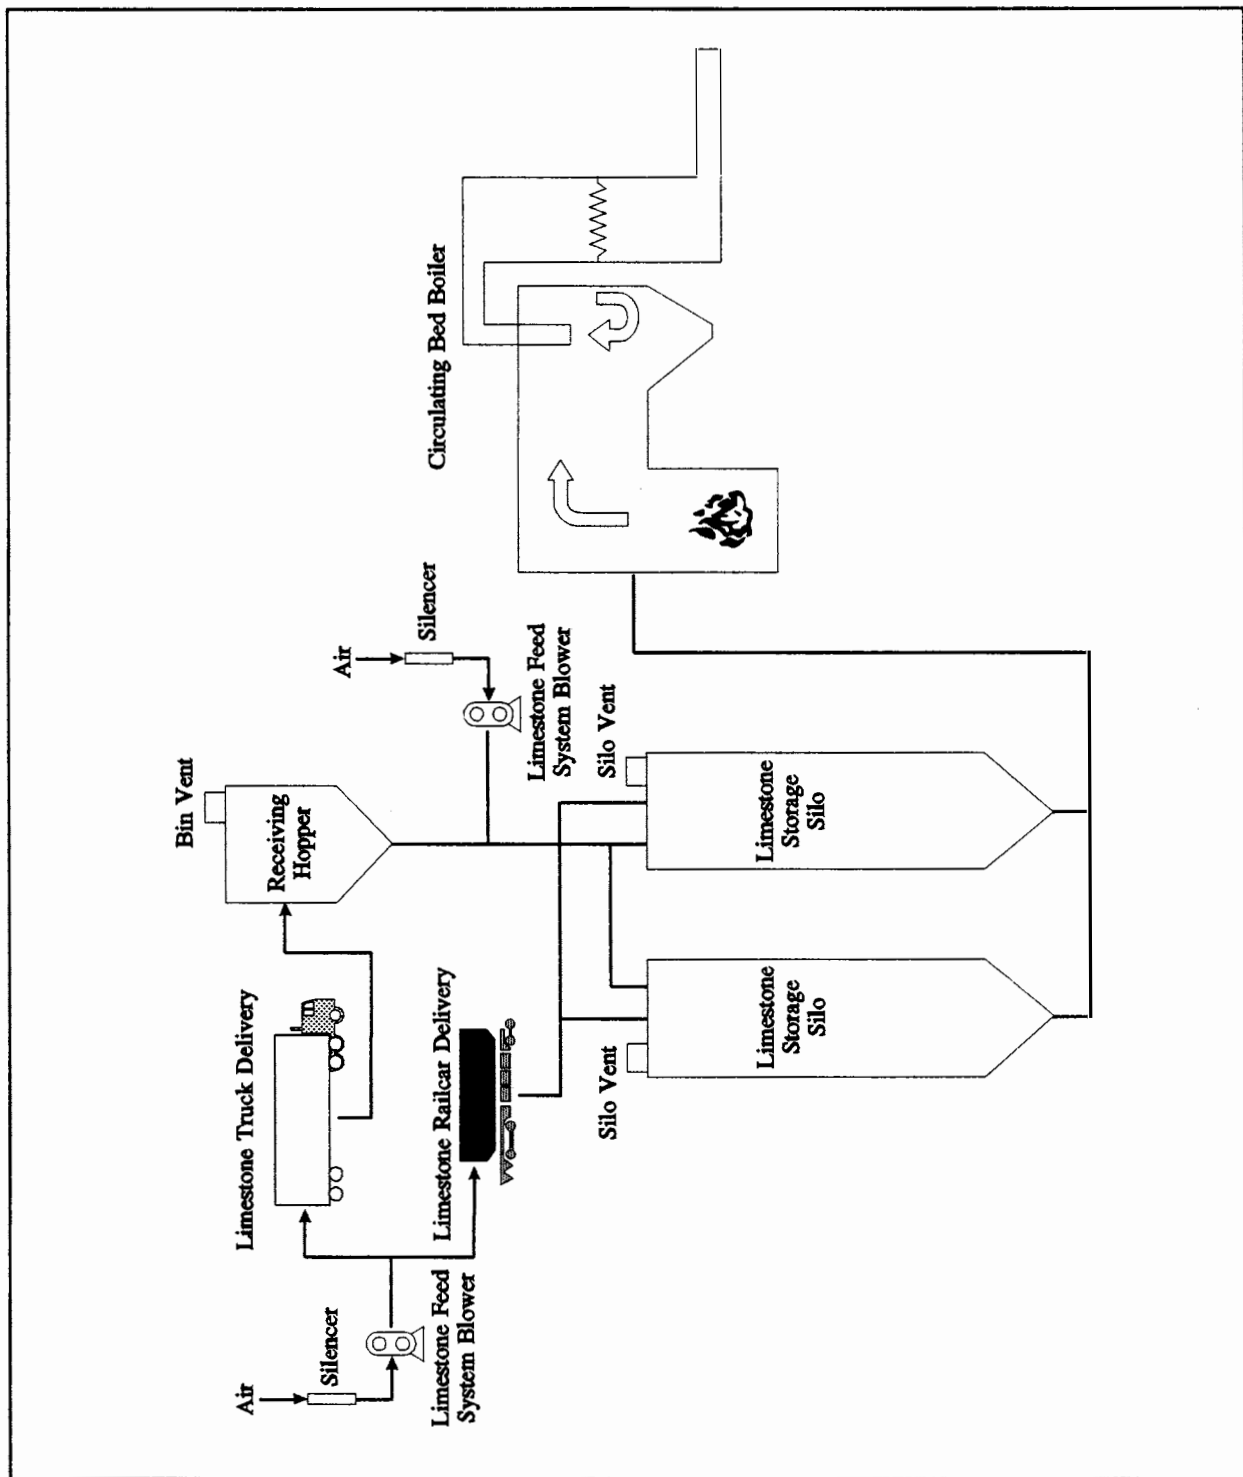 Air
Silencer
Limestone Feed
System Blower
Limestone Truck Delivery
Limestone Railcar Delivery
Bin Vent
Receiving
Hopper
Air
Silencer
Limestone Feed
System Blower
Silo Vent
Limestone
Storage
Silo
Silo Vent
Limestone
Storage
Silo
Circulating Bed Boiler